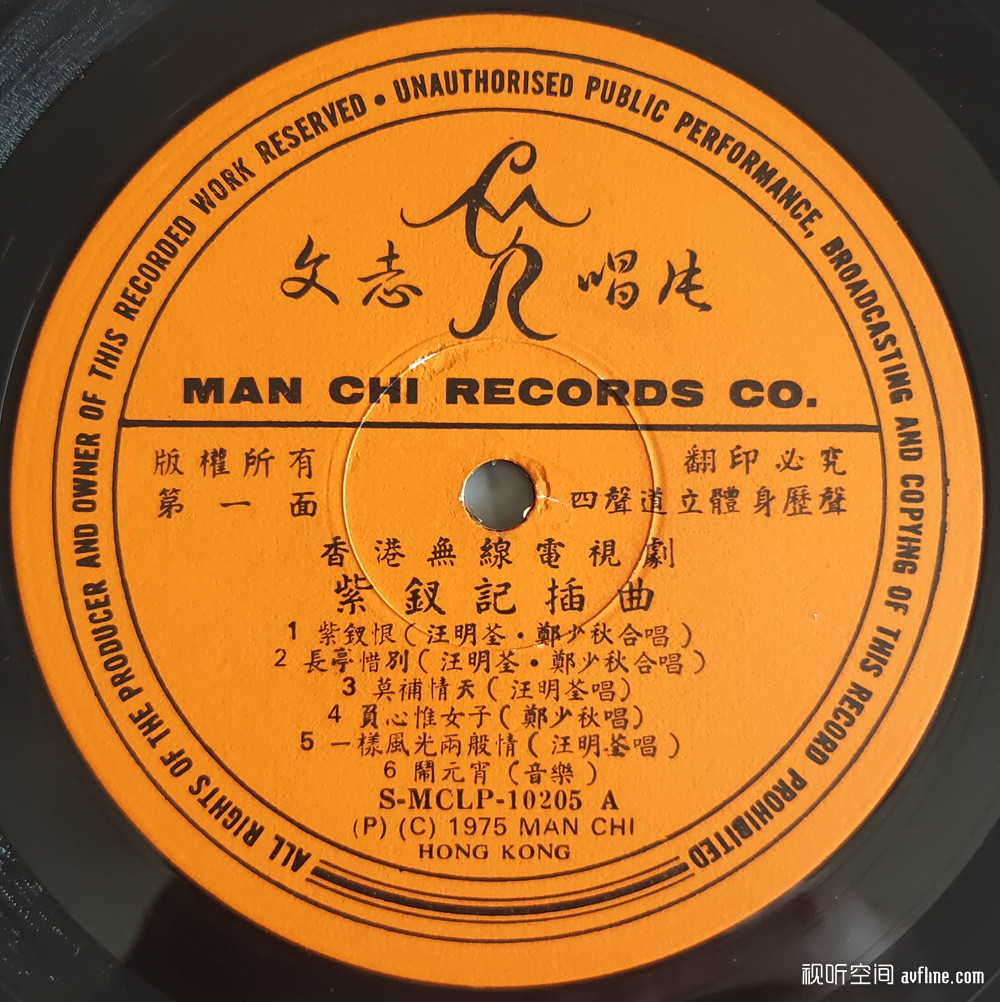 ALL RIGHTS OF THE PRODUCER AND OWNER OF THIS RECORDED WORK RESERVED • UNAUTHORISED PUBLIC PERFORMANCE, BROADCASTING AND COPYING OF THIS RECORD PROHIBITED
文志 唱片
MAN CHI RECORDS CO.
版權所有 翻印必究
第一面 四聲道立體身歷聲
香港無線電視劇
紫釵記插曲
1 紫釵恨(汪明荃·鄭少秋合唱)
2 長亭惜別(汪明荃·鄭少秋合唱)
3 莫補情天(汪明荃唱)
4 負心惟女子(鄭少秋唱)
5 一樣風光兩般情(汪明荃唱)
6 鬧元宵(音樂)
S-MCLP-10205 A
(P) (C) 1975 MAN CHI
HONG KONG
视听空间 avfline.com